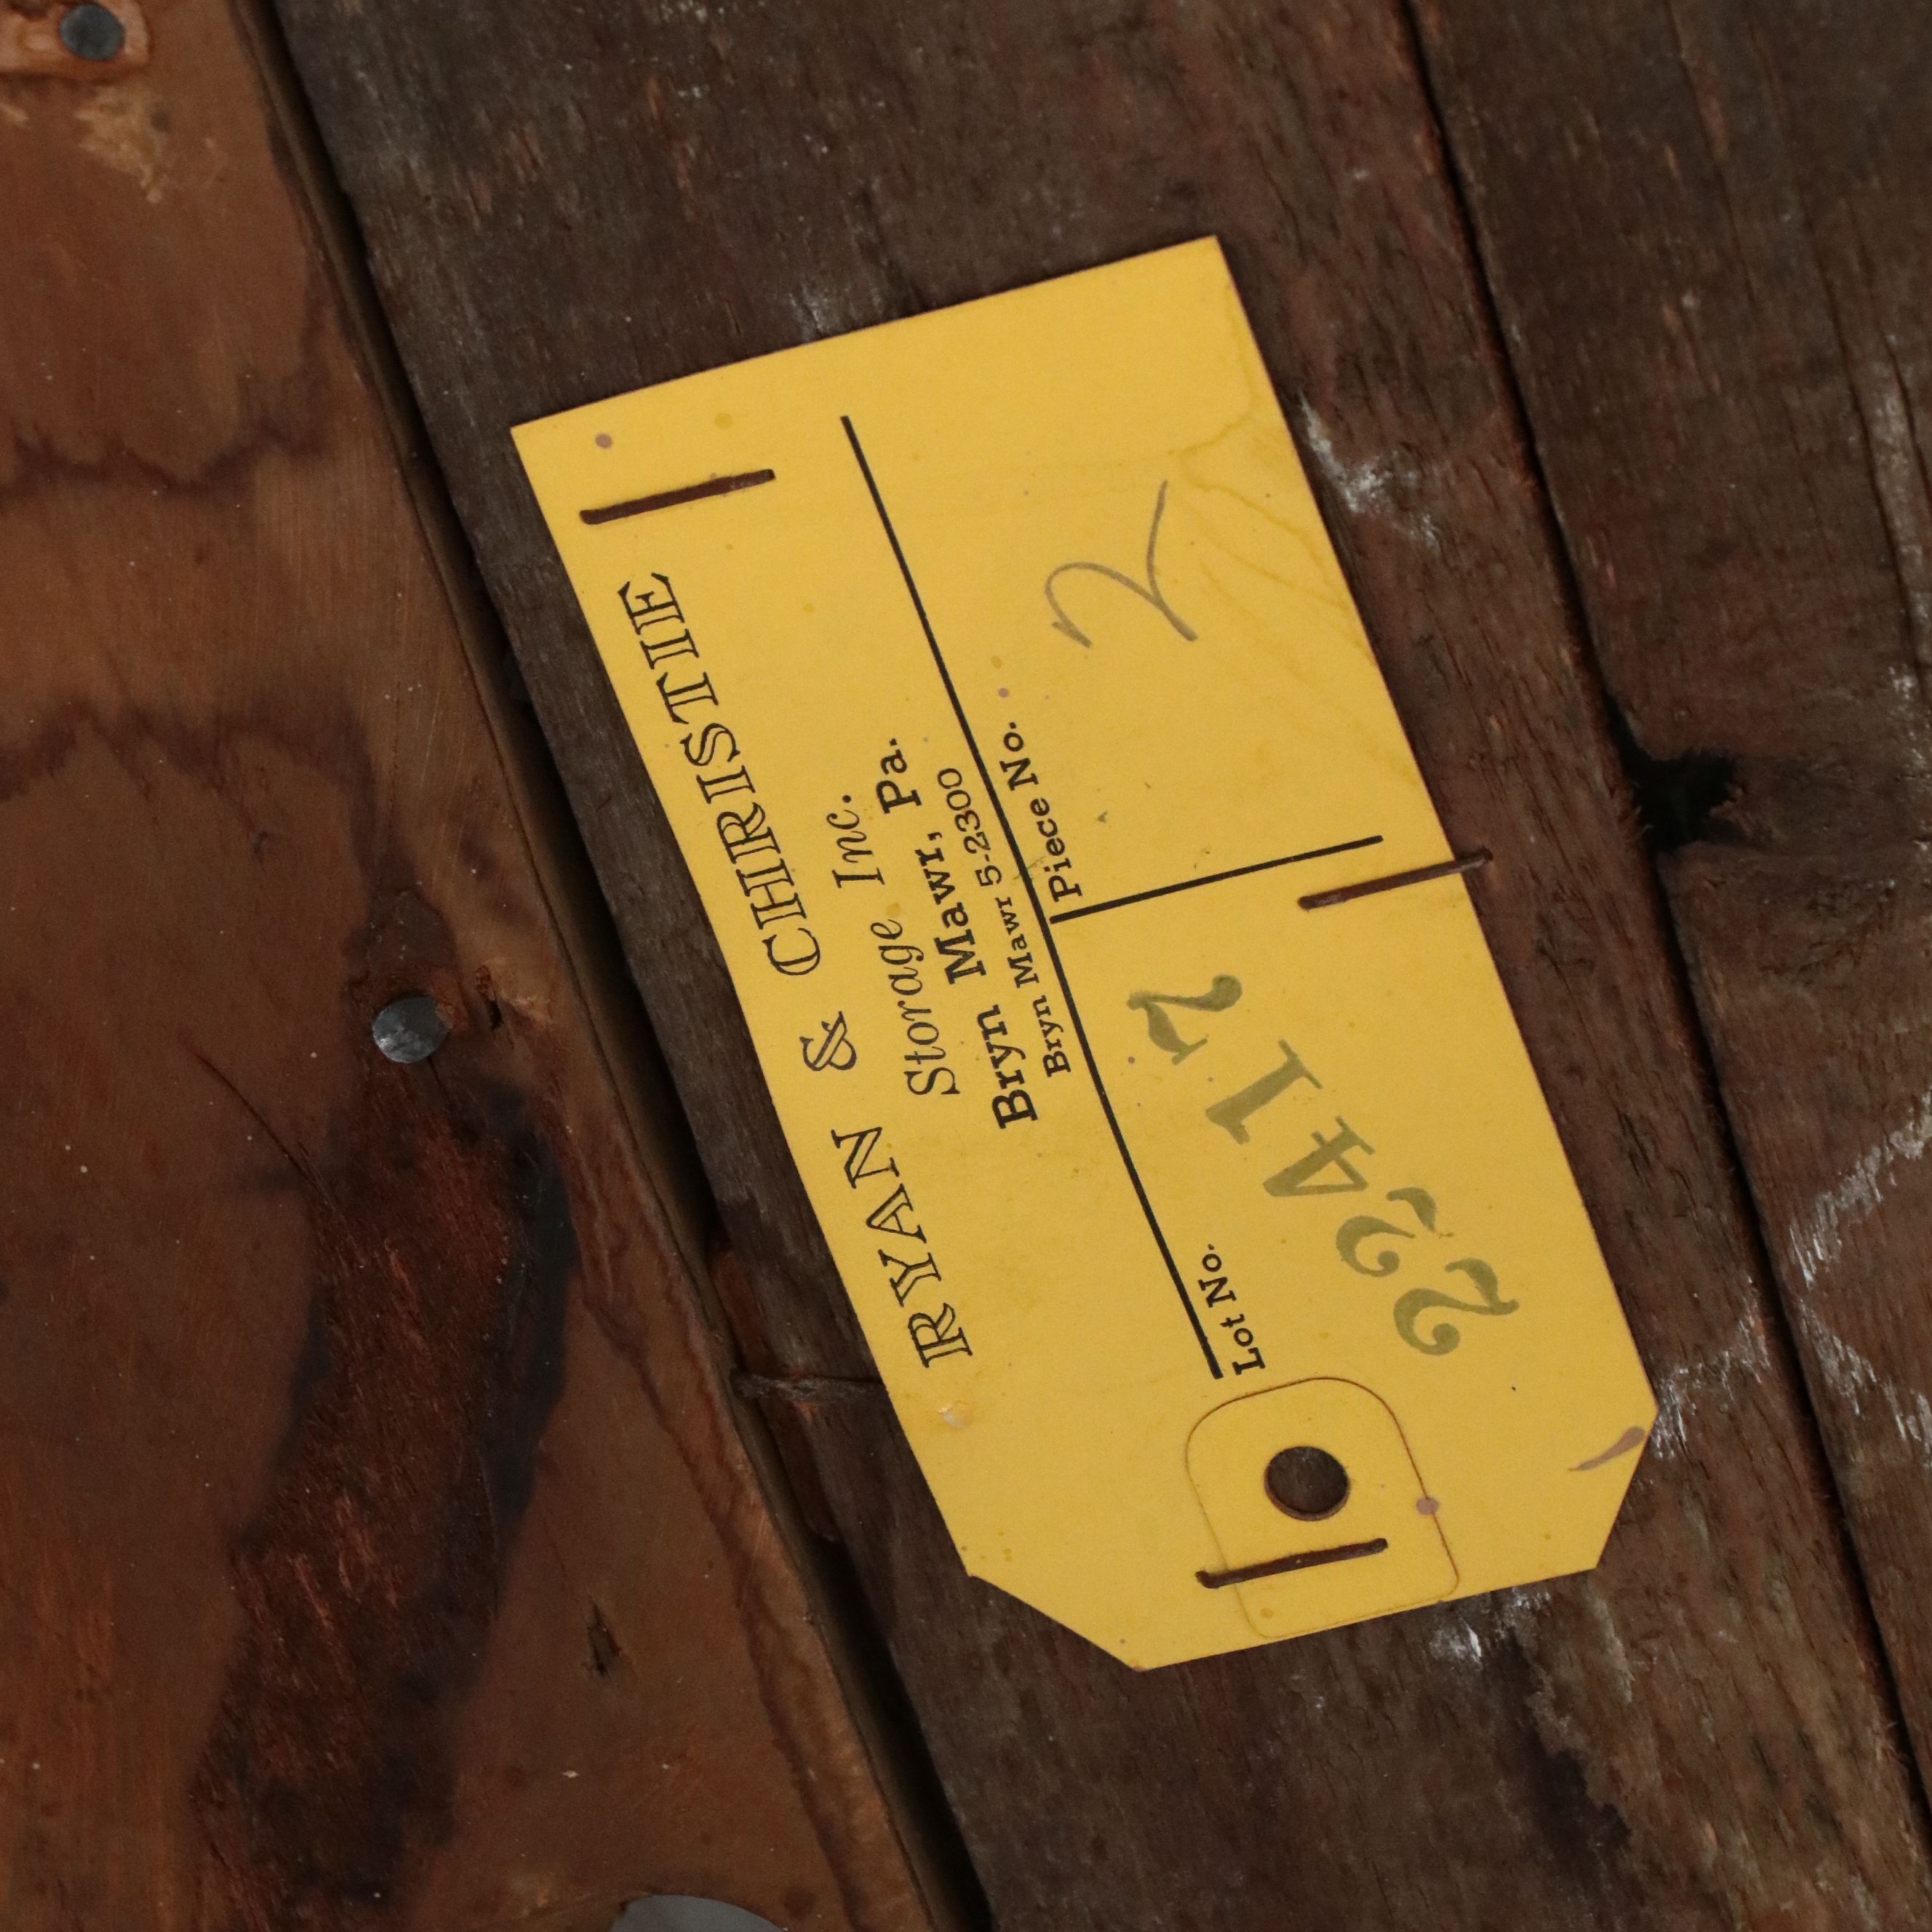 RYAN & CHRISTIE
Storage Inc.
Bryn Mawr, Pa.
Bryn Mawr 5-2300
Lot No. 22417
Piece No. 2